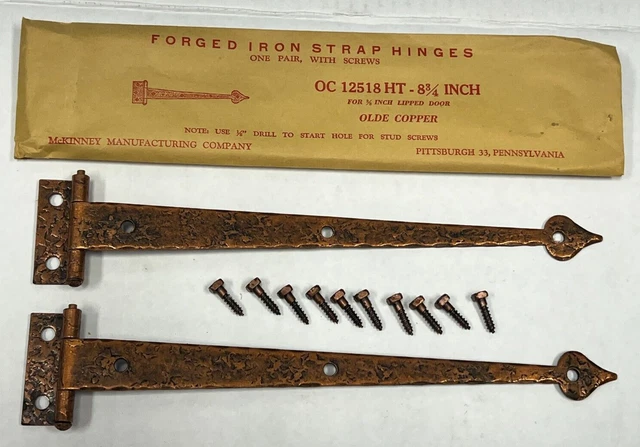 FORGED IRON STRAP HINGES
ONE PAIR, WITH SCREWS
OC 12518 HT - 8¾ INCH
FOR ⅜ INCH LIPPED DOOR
OLDE COPPER
NOTE: USE ⅛" DRILL TO START HOLE FOR STUD SCREWS
McKINNEY MANUFACTURING COMPANY
PITTSBURGH 33, PENNSYLVANIA